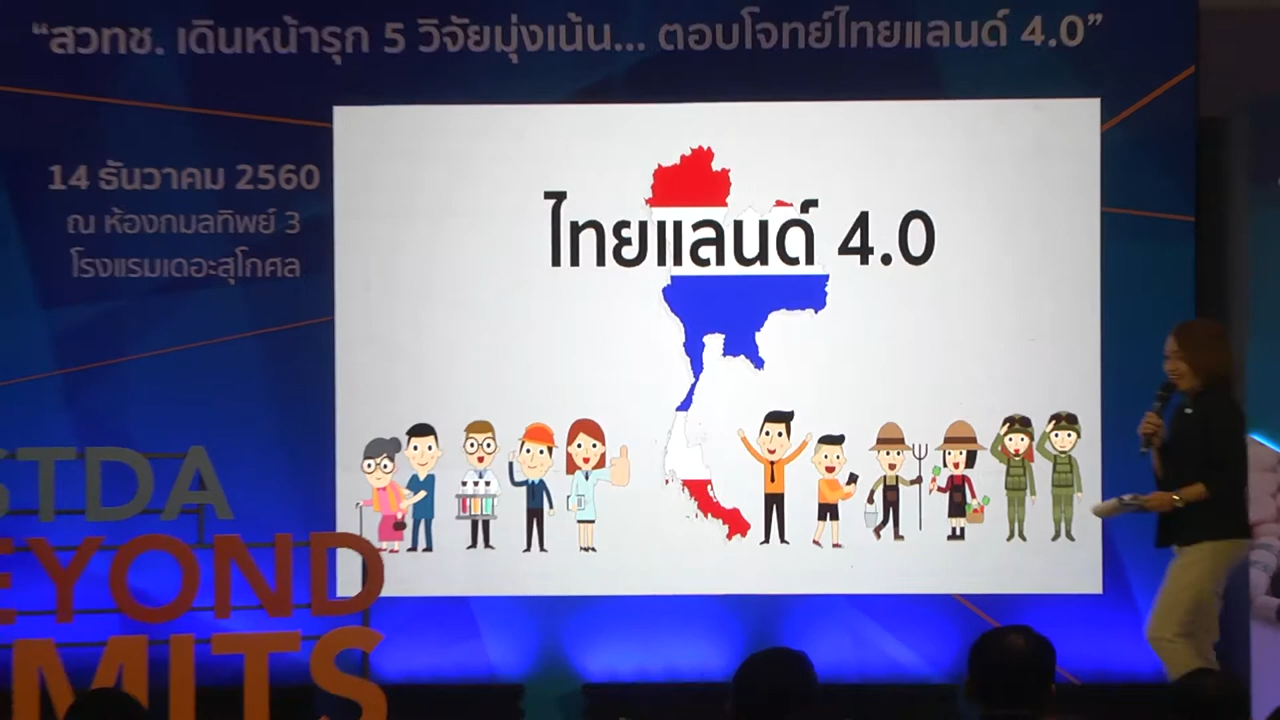 “สวทช. เดินหน้ารุก 5 วิจัยมุ่งเน้น... ตอบโจทย์ไทยแลนด์ 4.0”
14 ธันวาคม 2560
ณ ห้องกมลทิพย์ 3
โรงแรมเดอะสุโกศล
ไทยแลนด์ 4.0
STDA
EYOND
MITS